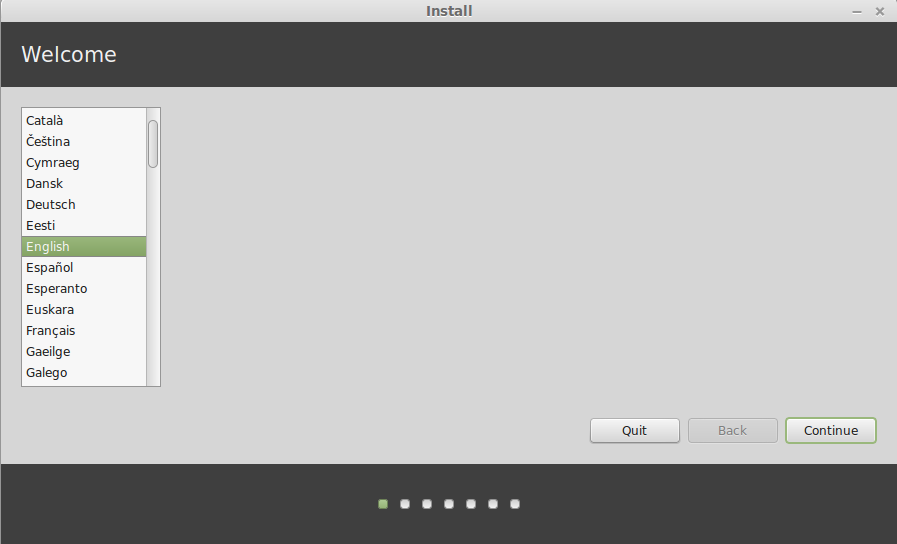 Install
Welcome
Català
Čeština
Cymraeg
Dansk
Deutsch
Eesti
English
Español
Esperanto
Euskara
Français
Gaeilge
Galego
Quit Back Continue